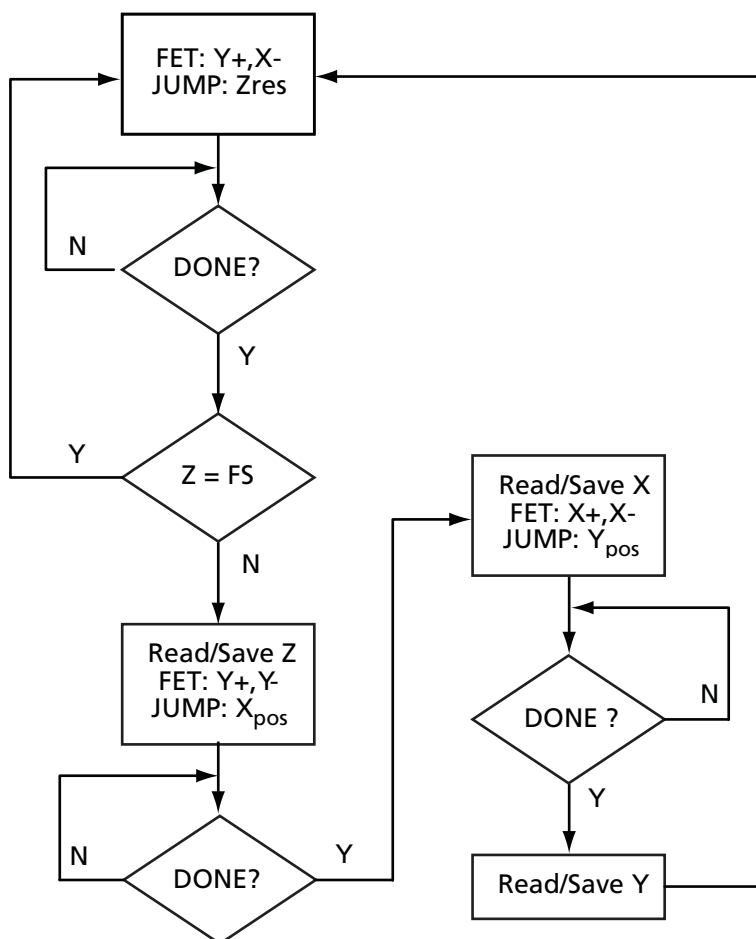 FET: Y+,X-
JUMP: Zres
N
DONE?
Y
Y
Z = FS
N
Read/Save Z
FET: Y+,Y-
JUMP: Xpos
N
DONE?
Y
Read/Save X
FET: X+,X-
JUMP: Ypos
N
DONE ?
Y
Read/Save Y